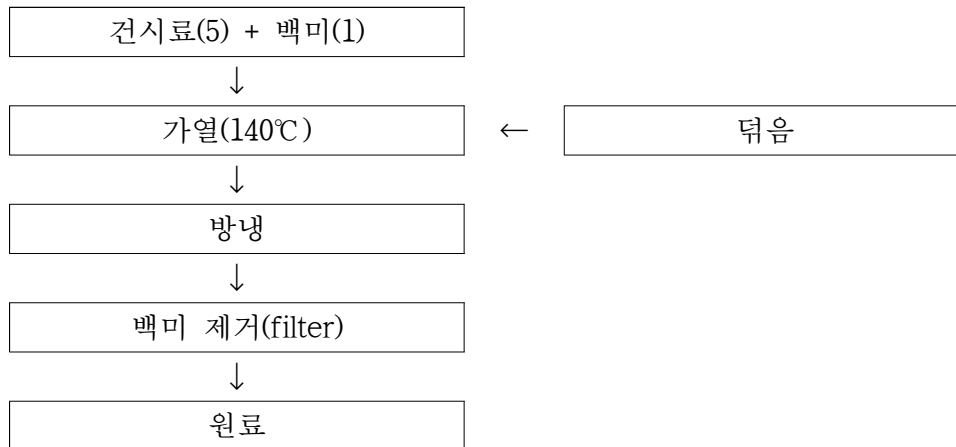 건시료(5) + 백미(1)
↓
가열(140℃) ← 덖음
↓
방냉
↓
백미 제거(filter)
↓
원료